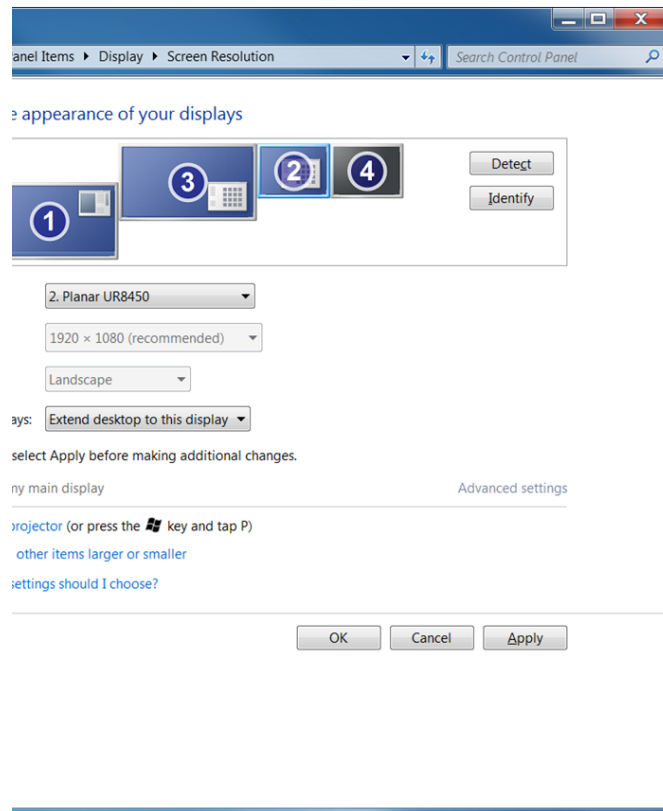 anel Items ▸ Display ▸ Screen Resolution
Search Control Panel
e appearance of your displays
1
3
2
4
Detect
Identify
2. Planar UR8450
1920 × 1080 (recommended)
Landscape
ays: Extend desktop to this display
select Apply before making additional changes.
ny main display
Advanced settings
projector (or press the key and tap P)
other items larger or smaller
settings should I choose?
OK Cancel Apply